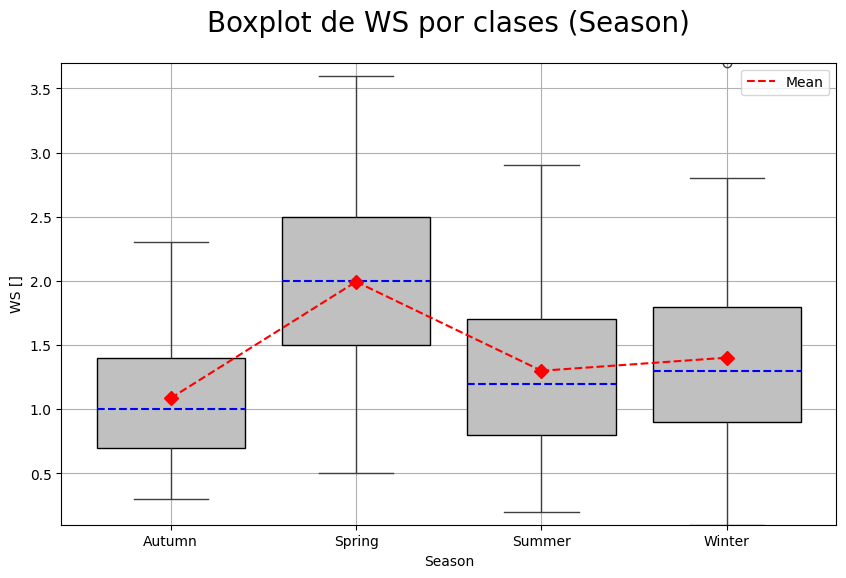 Boxplot de WS por clases (Season)
Mean
WS []
3.5
3.0
2.5
2.0
1.5
1.0
0.5
Autumn Spring Summer Winter
Season